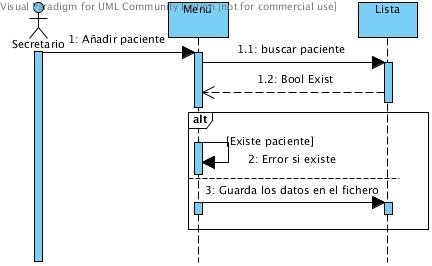 Visual Paradigm for UML Community Edition [not for commercial use]
Menú
Lista
Secretario
1: Añadir paciente
1.1: buscar paciente
1.2: Bool Exist
alt
[Existe paciente]
2: Error si existe
3: Guarda los datos en el fichero